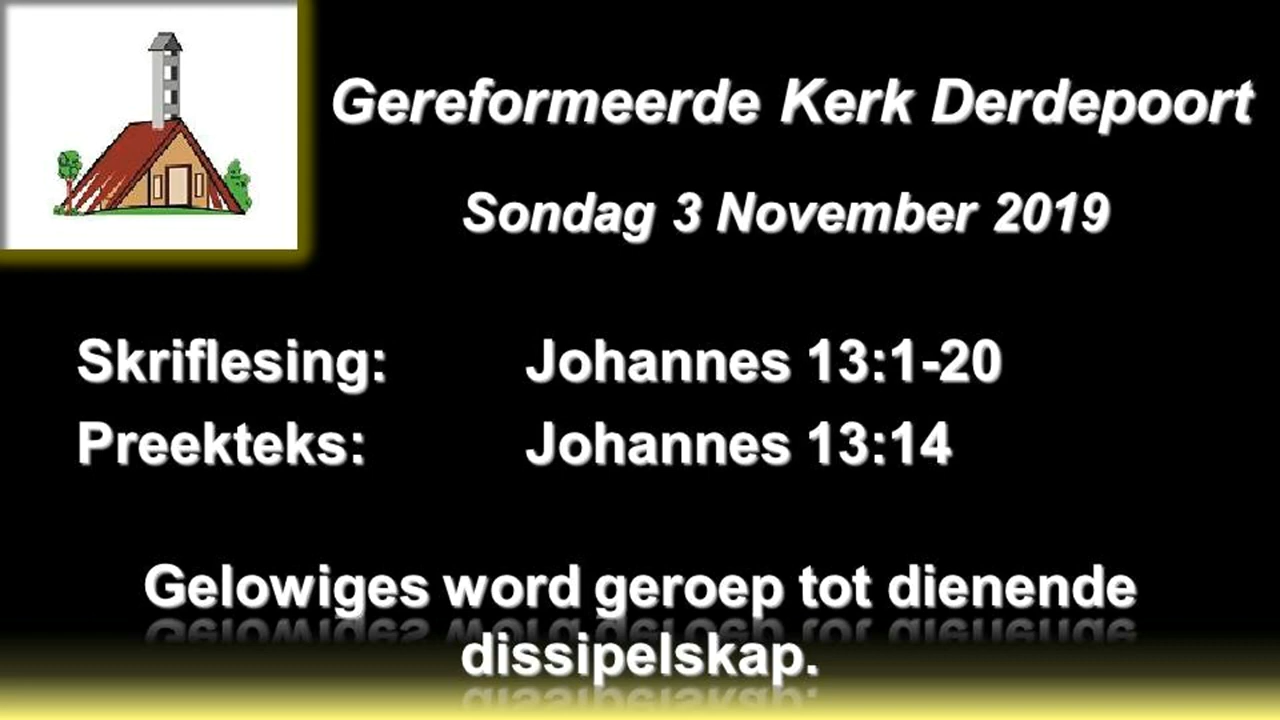 Gereformeerde Kerk Derdepoort
Sondag 3 November 2019
Skriflesing: Johannes 13:1-20
Preekteks: Johannes 13:14
Gelowiges word geroep tot dienende
dissipelskap.